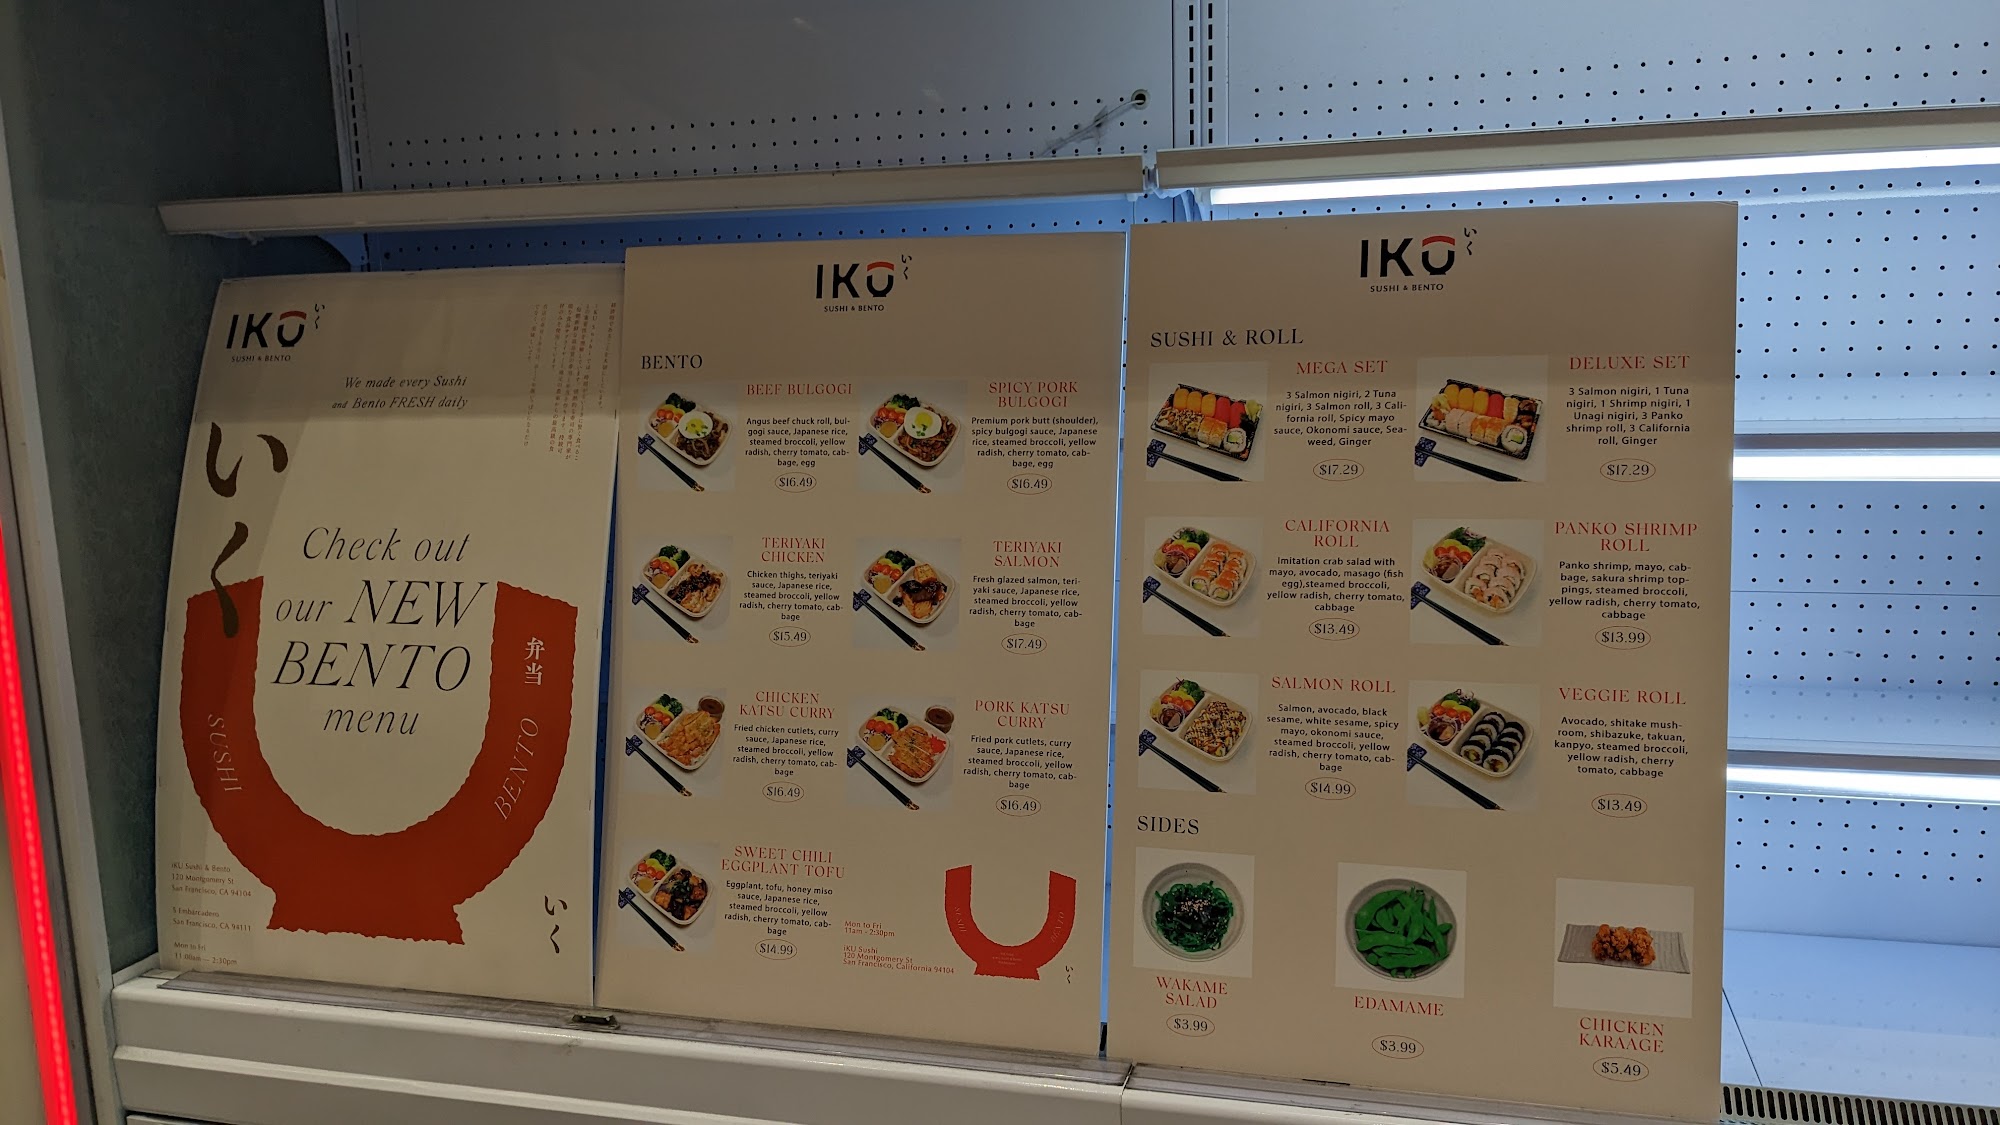 IKU いく
SUSHI & BENTO
We made every Sushi
and Bento FRESH daily
いく
Check out
our NEW
BENTO
menu
弁当
SUSHI
BENTO
いく
iKU Sushi & Bento
120 Montgomery St
San Francisco, CA 94104
5 Embarcadero
San Francisco, CA 94111
Mon to Fri
11:00am — 2:30pm
IKU いく
SUSHI & BENTO
BENTO
BEEF BULGOGI
Angus beef chuck roll, bul-
gogi sauce, Japanese rice,
steamed broccoli, yellow
radish, cherry tomato, cab-
bage, egg
$16.49
SPICY PORK
BULGOGI
Premium pork butt (shoulder),
spicy bulgogi sauce, Japanese
rice, steamed broccoli, yellow
radish, cherry tomato, cab-
bage, egg
$16.49
TERIYAKI
CHICKEN
Chicken thighs, teriyaki
sauce, Japanese rice,
steamed broccoli, yellow
radish, cherry tomato, cab-
bage
$15.49
TERIYAKI
SALMON
Fresh glazed salmon, teri-
yaki sauce, Japanese rice,
steamed broccoli, yellow
radish, cherry tomato, cab-
bage
$17.49
CHICKEN
KATSU CURRY
Fried chicken cutlets, curry
sauce, Japanese rice,
steamed broccoli, yellow
radish, cherry tomato, cab-
bage
$16.49
PORK KATSU
CURRY
Fried pork cutlets, curry
sauce, Japanese rice,
steamed broccoli, yellow
radish, cherry tomato, cab-
bage
$16.49
SWEET CHILI
EGGPLANT TOFU
Eggplant, tofu, honey miso
sauce, Japanese rice,
steamed broccoli, yellow
radish, cherry tomato, cab-
bage
$14.99
Mon to Fri
11am - 2:30pm
iKU Sushi
120 Montgomery St
San Francisco, California 94104
SUSHI
BENTO
いく
IKU いく
SUSHI & BENTO
SUSHI & ROLL
MEGA SET
3 Salmon nigiri, 2 Tuna
nigiri, 3 Salmon roll, 3 Cali-
fornia roll, Spicy mayo
sauce, Okonomi sauce, Sea-
weed, Ginger
$17.29
DELUXE SET
3 Salmon nigiri, 1 Tuna
nigiri, 1 Shrimp nigiri, 1
Unagi nigiri, 3 Panko
shrimp roll, 3 California
roll, Ginger
$17.29
CALIFORNIA
ROLL
Imitation crab salad with
mayo, avocado, masago (fish
egg),steamed broccoli,
yellow radish, cherry tomato,
cabbage
$13.49
PANKO SHRIMP
ROLL
Panko shrimp, mayo, cab-
bage, sakura shrimp top-
pings, steamed broccoli,
yellow radish, cherry tomato,
cabbage
$13.99
SALMON ROLL
Salmon, avocado, black
sesame, white sesame, spicy
mayo, okonomi sauce,
steamed broccoli, yellow
radish, cherry tomato, cab-
bage
$14.99
VEGGIE ROLL
Avocado, shitake mush-
room, shibazuke, takuan,
kanpyo, steamed broccoli,
yellow radish, cherry
tomato, cabbage
$13.49
SIDES
WAKAME
SALAD
$3.99
EDAMAME
$3.99
CHICKEN
KARAAGE
$5.49